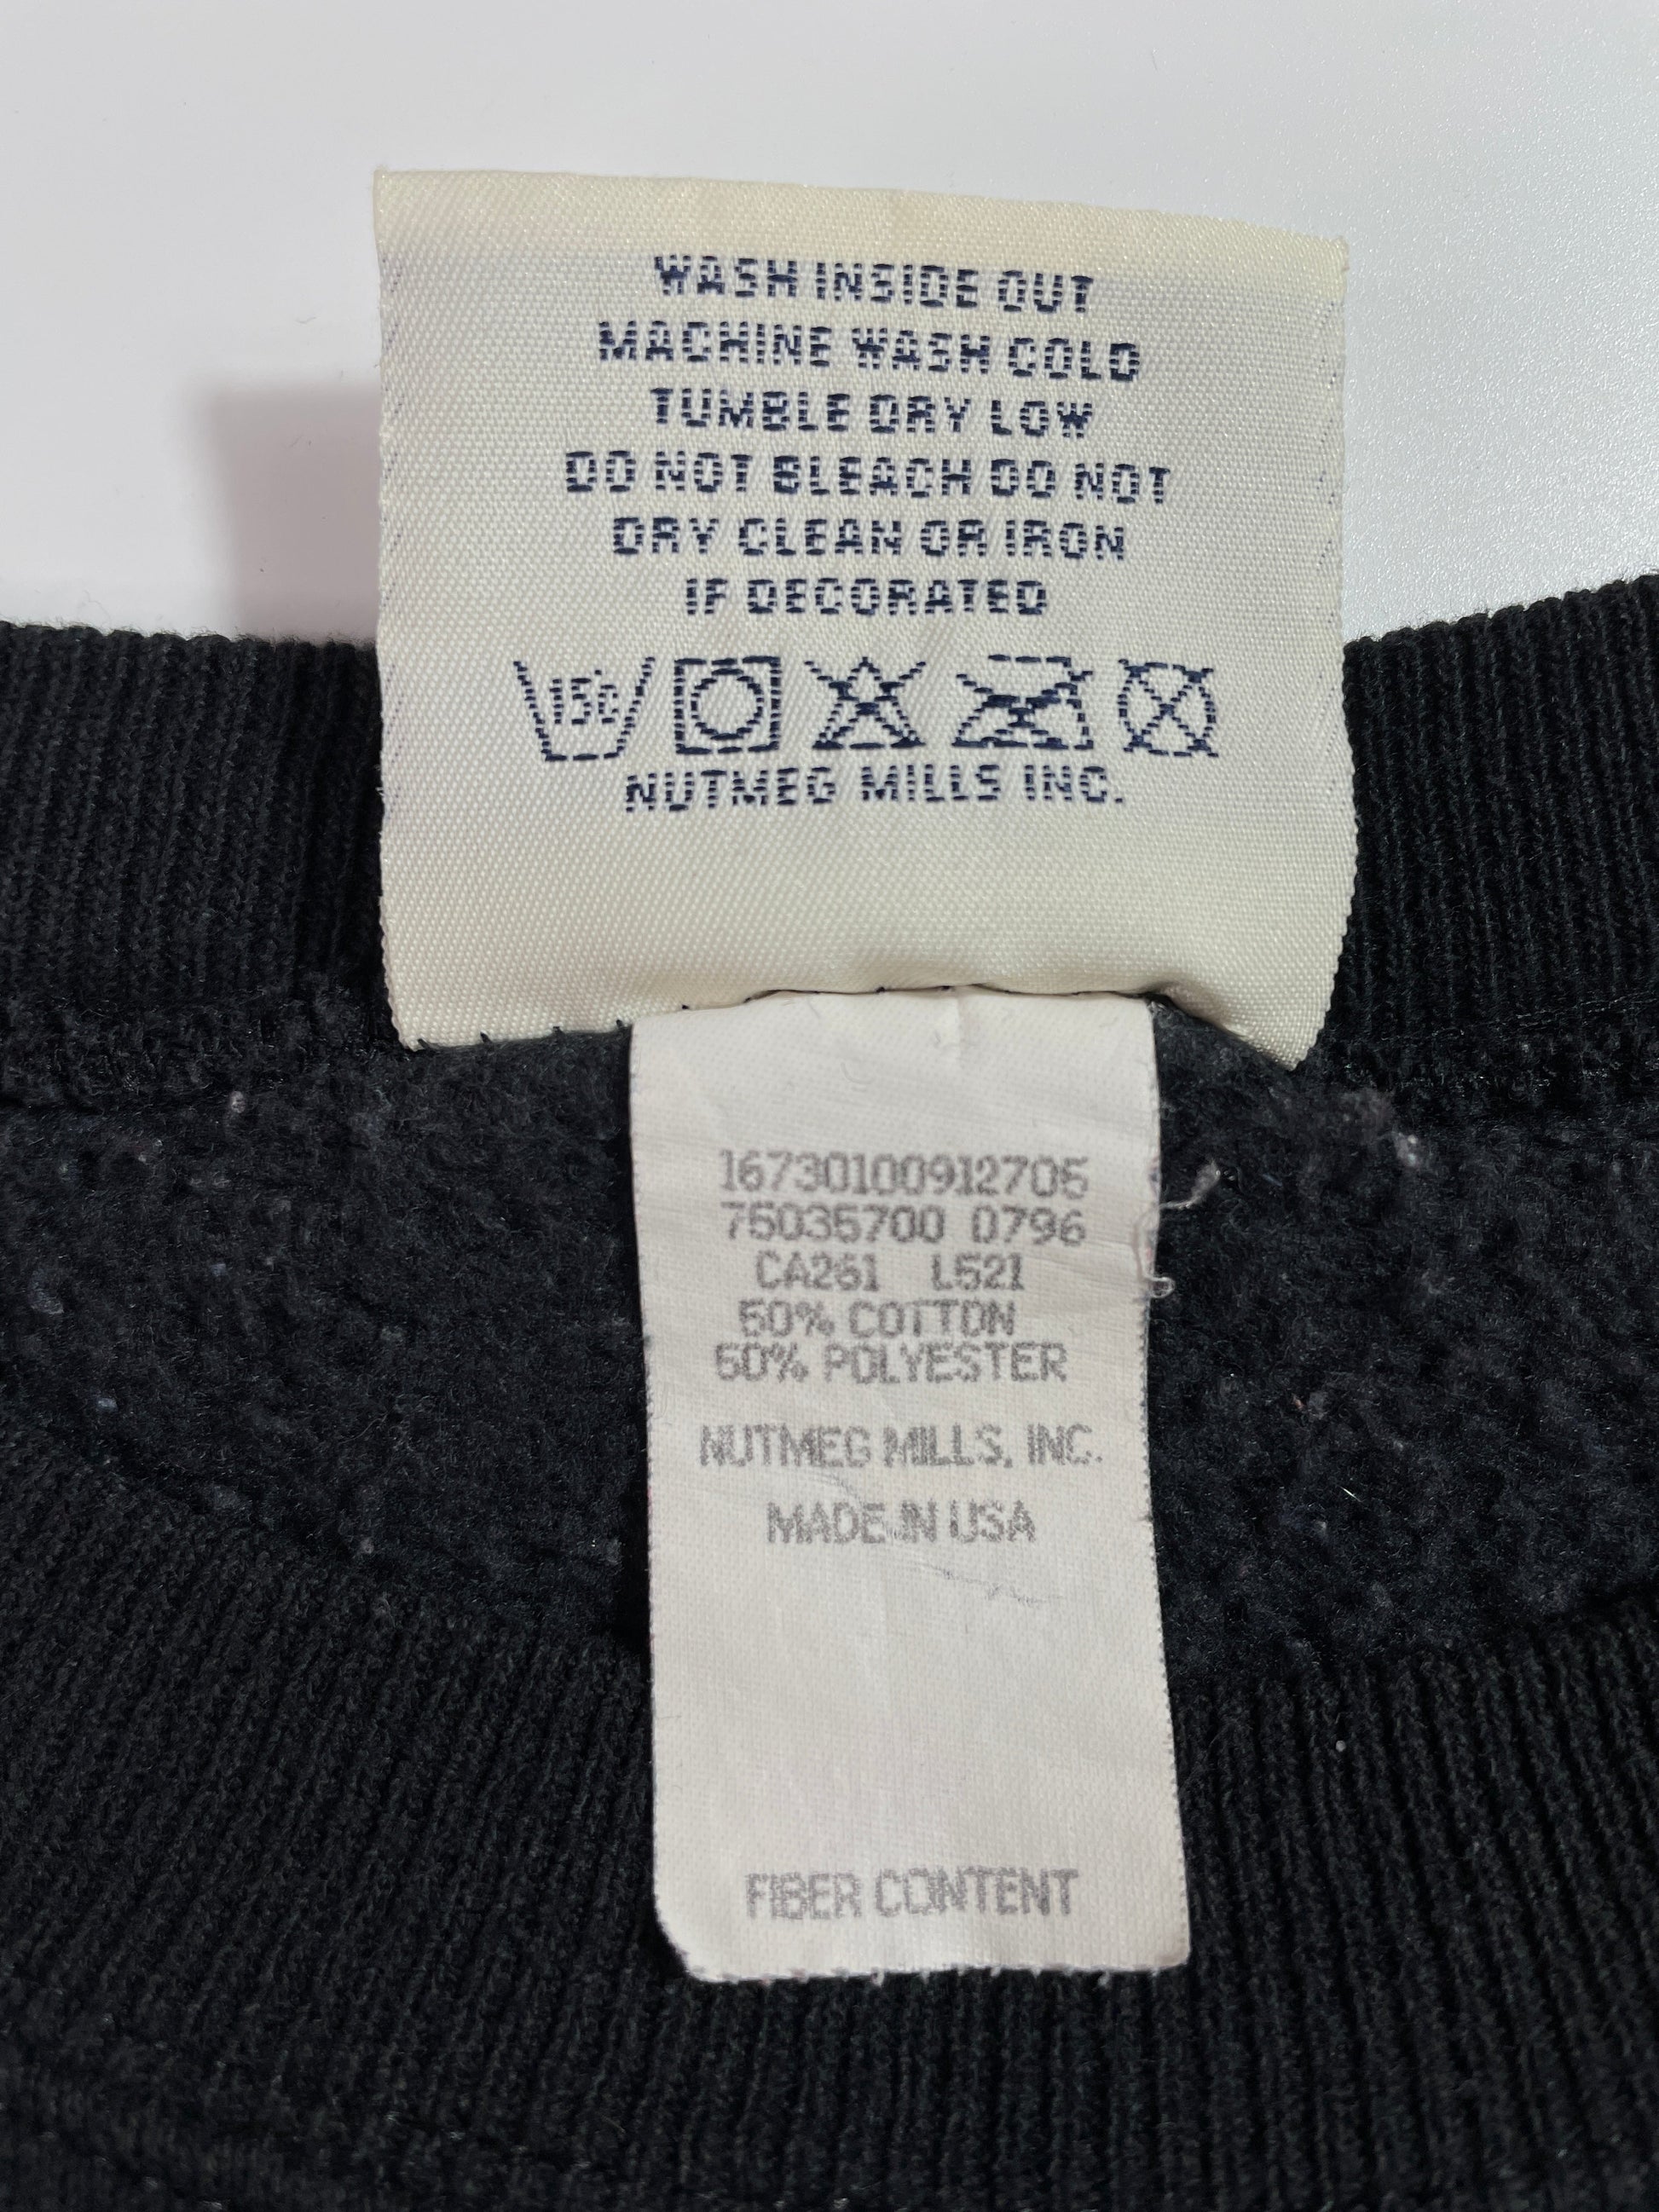 WASH INSIDE OUT
MACHINE WASH COLD
TUMBLE DRY LOW
DO NOT BLEACH DO NOT
DRY CLEAN OR IRON
IF DECORATED
150
NUTMEG MILLS INC.
16730100912705
75035700 0796
CA261 L521
50% COTTON
50% POLYESTER
NUTMEG MILLS, INC.
MADE IN USA
FIBER CONTENT